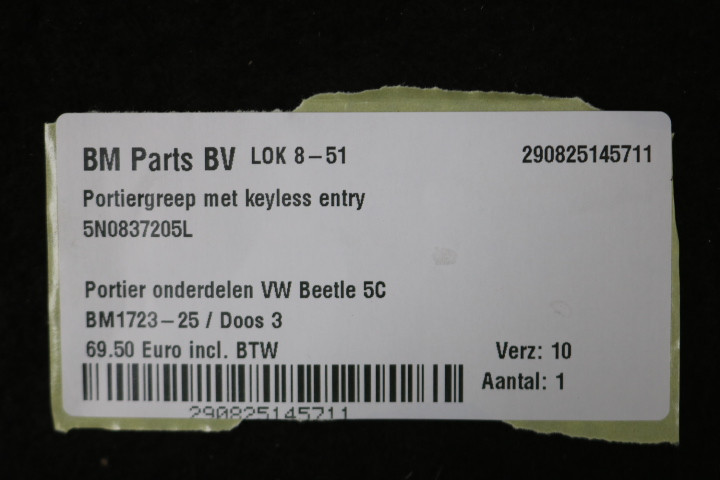 BM Parts BV LOK 8-51 290825145711
Portiergreep met keyless entry
5N0837205L
Portier onderdelen VW Beetle 5C
BM1723-25 / Doos 3
69.50 Euro incl. BTW Verz: 10
Aantal: 1
290825145711